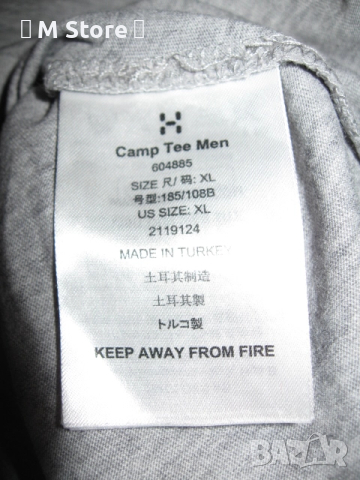 M Store
Camp Tee Men
604885
SIZE 尺/ 码: XL
号型:185/108B
US SIZE: XL
2119124
MADE IN TURKEY
土耳其制造
土耳其製
トルコ製
KEEP AWAY FROM FIRE
BAZAR